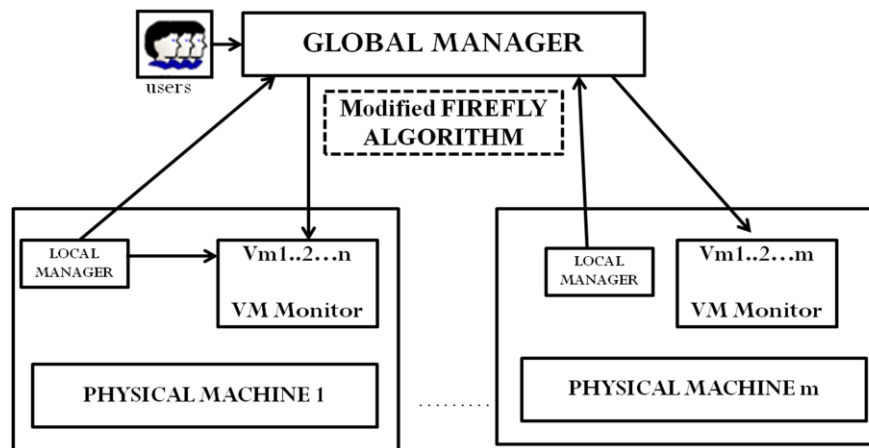 GLOBAL MANAGER
users
Modified FIREFLY
ALGORITHM
LOCAL
MANAGER
Vm1..2...n
VM Monitor
PHYSICAL MACHINE 1
.........
LOCAL
MANAGER
Vm1..2...m
VM Monitor
PHYSICAL MACHINE m